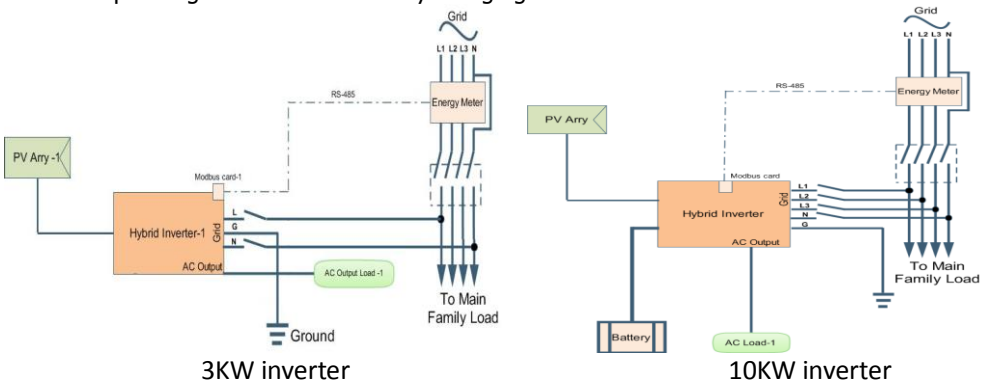 Grid
L1 L2 L3 N
RS-485
Energy Meter
PV Arry -1
Modbus card-1
L
G
N
Grid
Hybrid Inverter-1
AC Output
AC Output Load -1
To Main
Family Load
Ground
3KW inverter
Grid
L1 L2 L3 N
RS-485
Energy Meter
PV Arry
Modbus card
L1
L2
L3
N
G
Grid
Hybrid Inverter
AC Output
To Main
Family Load
Battery
AC Load-1
10KW inverter